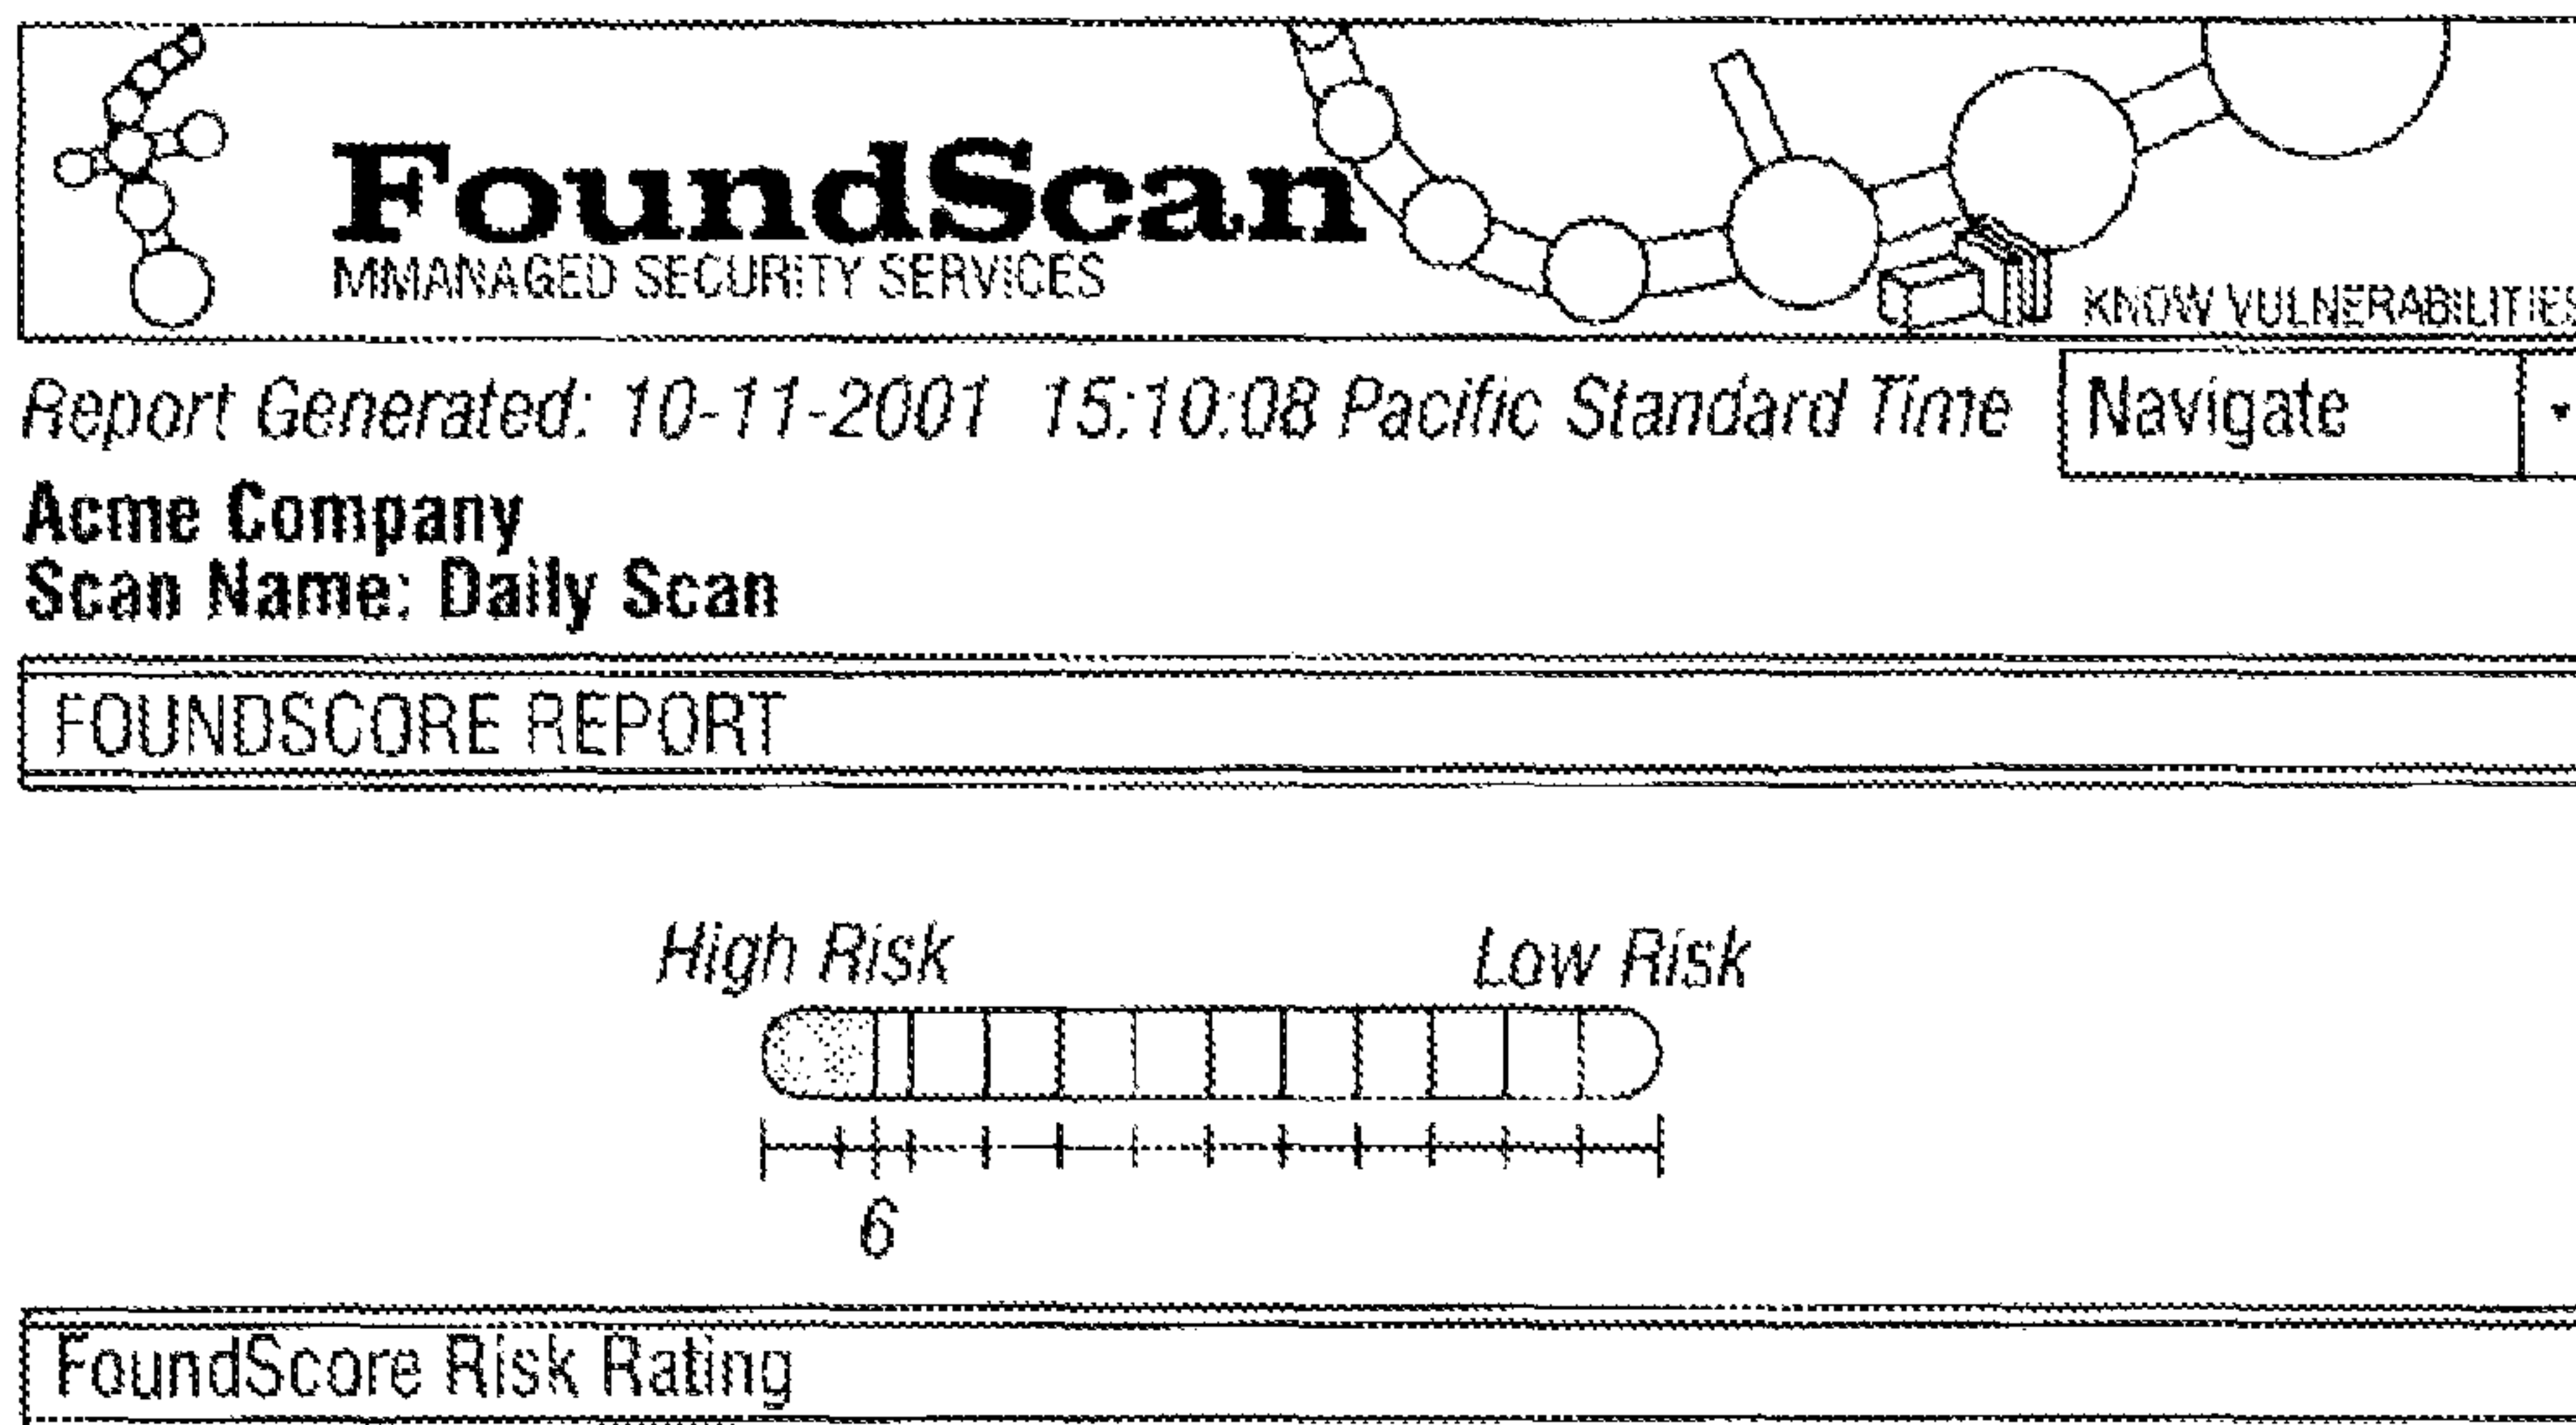 FoundScan
MMANAGED SECURITY SERVICES
KNOW VULNERABILITIES
Report Generated: 10-11-2001 15:10:08 Pacific Standard Time
Navigate
Acme Company
Scan Name: Daily Scan
FOUNDSCORE REPORT
High Risk
Low Risk
6
FoundScore Risk Rating